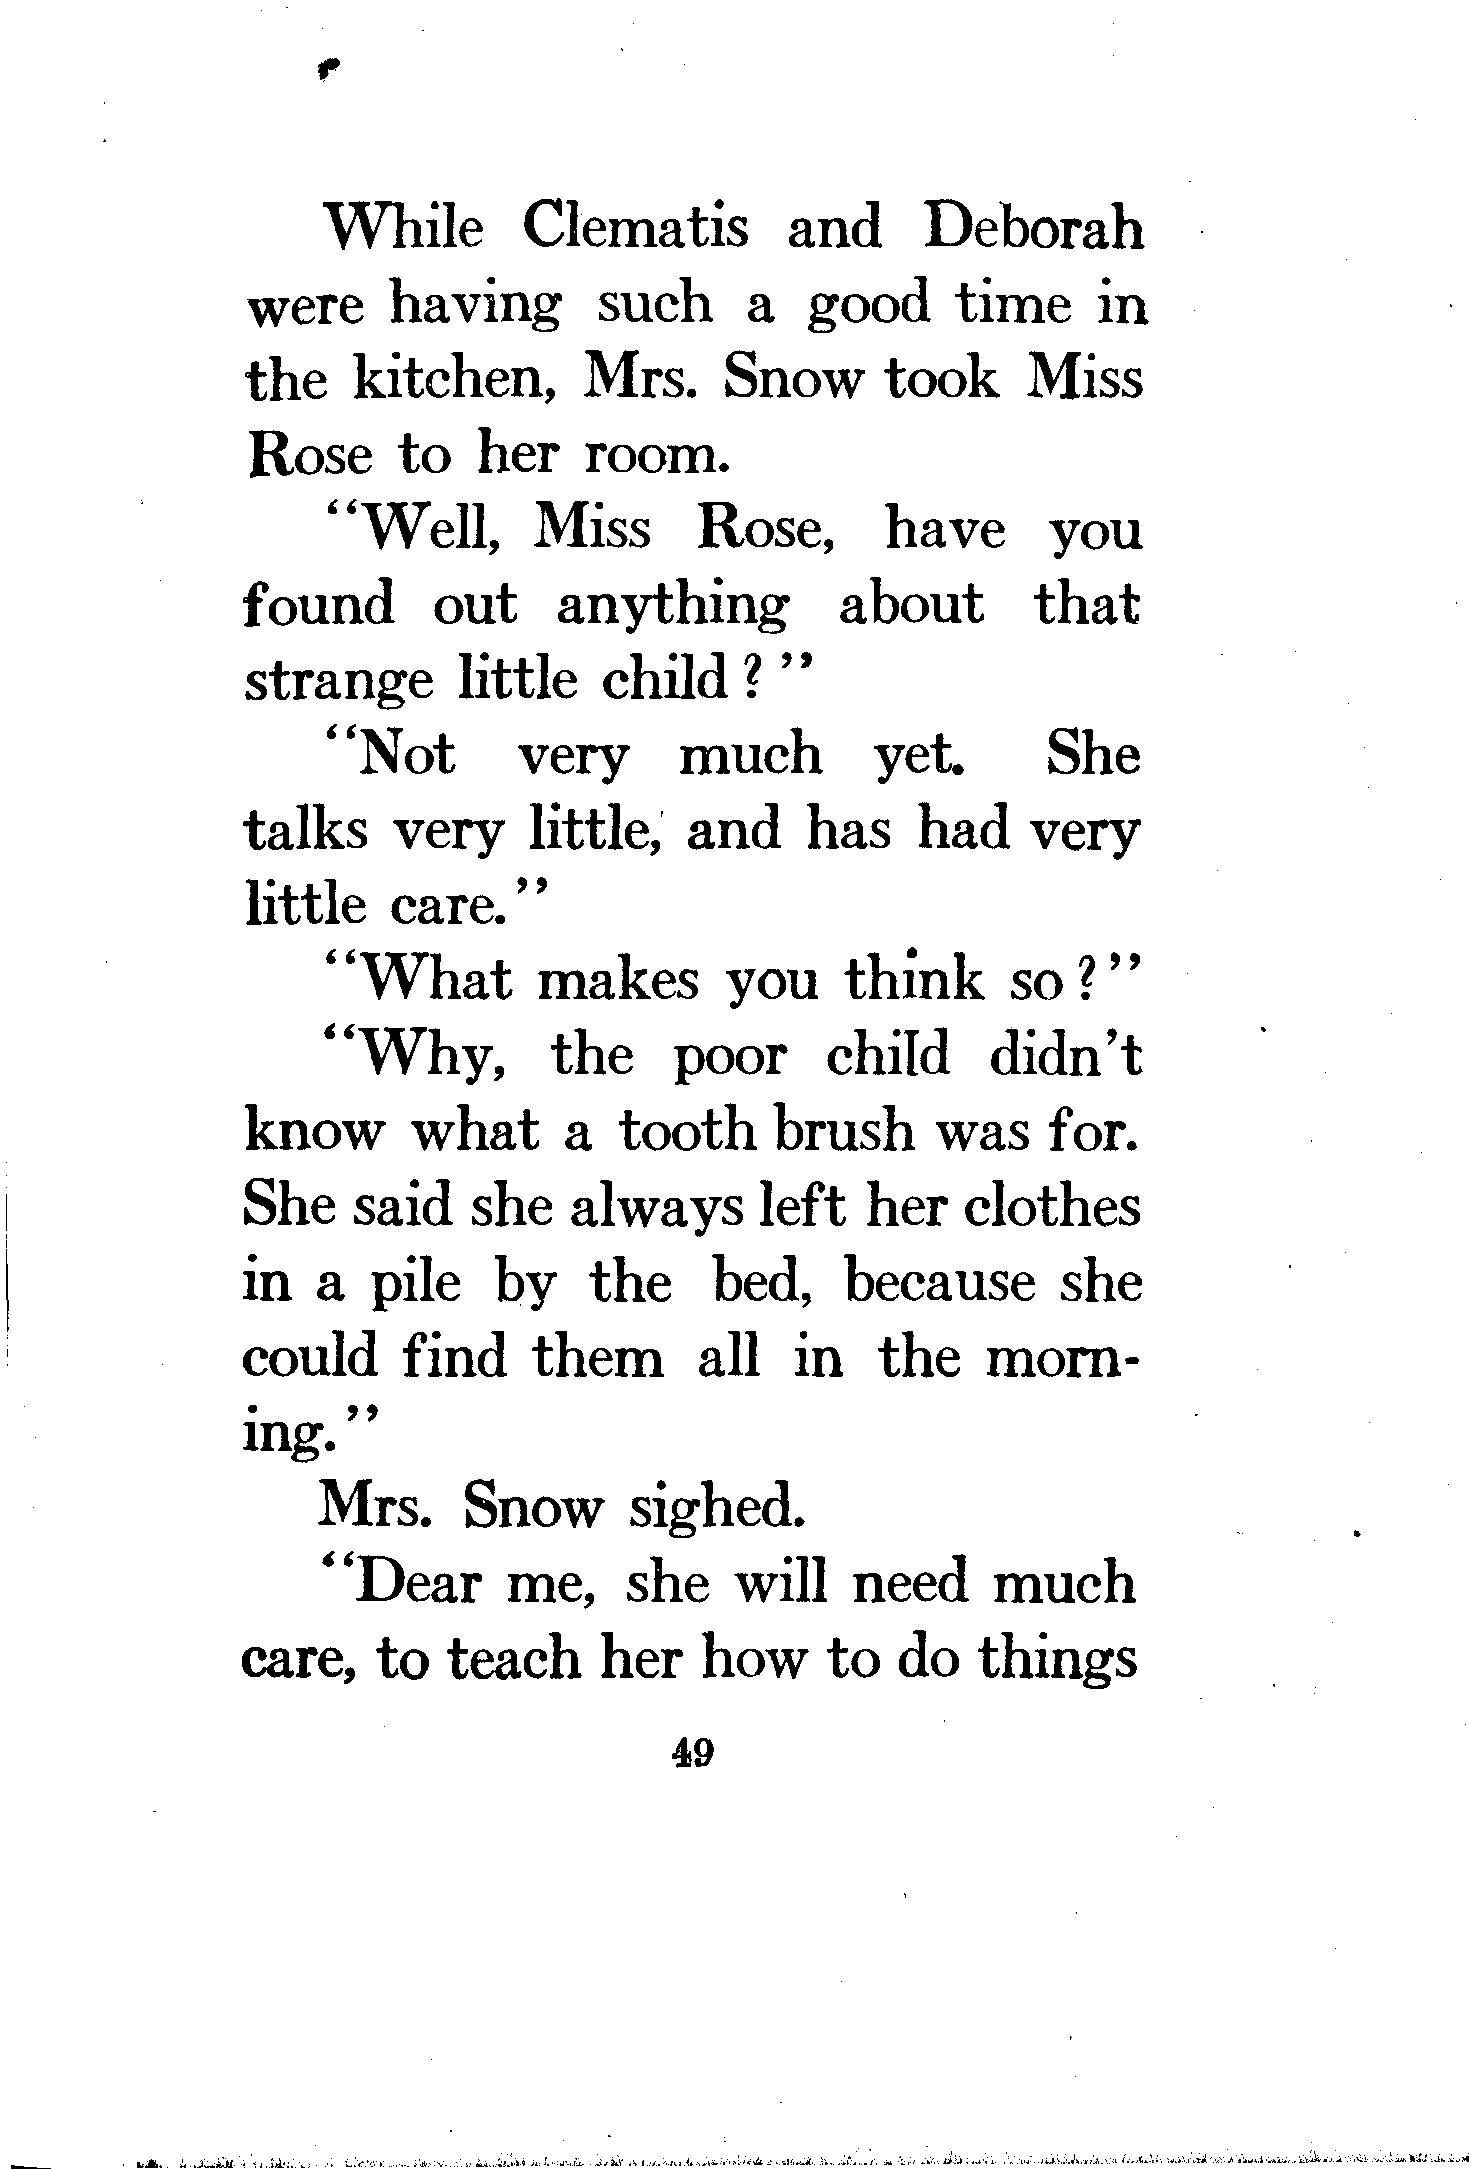 While Clematis and Deborah
were having such a good time in
the kitchen, Mrs. Snow took Miss
Rose to her room.
"Well, Miss Rose, have you
found out anything about that
strange little child?"
"Not very much yet. She
talks very little, and has had very
little care."
"What makes you think so?"
"Why, the poor child didn't
know what a tooth brush was for.
She said she always left her clothes
in a pile by the bed, because she
could find them all in the morn-
ing."
Mrs. Snow sighed.
"Dear me, she will need much
care, to teach her how to do things
49